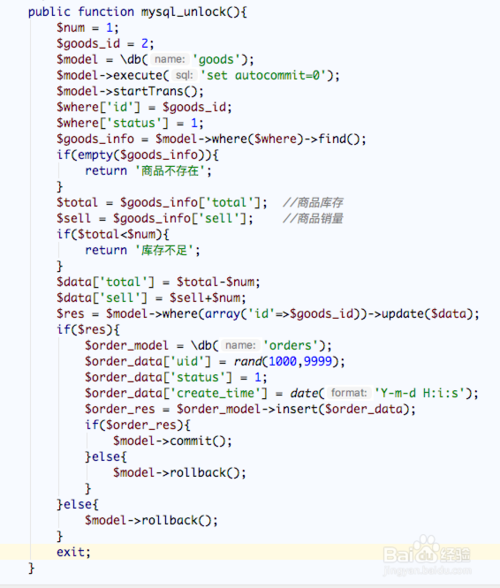 public function mysql_unlock(){
    $num = 1;
    $goods_id = 2;
    $model = \db( name: 'goods');
    $model->execute( sql: 'set autocommit=0');
    $model->startTrans();
    $where['id'] = $goods_id;
    $where['status'] = 1;
    $goods_info = $model->where($where)->find();
    if(empty($goods_info)){
        return '商品不存在';
    }
    $total = $goods_info['total'];  //商品库存
    $sell = $goods_info['sell'];    //商品销量
    if($total<$num){
        return '库存不足';
    }
    $data['total'] = $total-$num;
    $data['sell'] = $sell+$num;
    $res = $model->where(array('id'=>$goods_id))->update($data);
    if($res){
        $order_model = \db( name: 'orders');
        $order_data['uid'] = rand(1000,9999);
        $order_data['status'] = 1;
        $order_data['create_time'] = date( format: 'Y-m-d H:i:s');
        $order_res = $order_model->insert($order_data);
        if($order_res){
            $model->commit();
        }else{
            $model->rollback();
        }
    }else{
        $model->rollback();
    }
    exit;
}
Baidu经验
jingyan.baidu.com